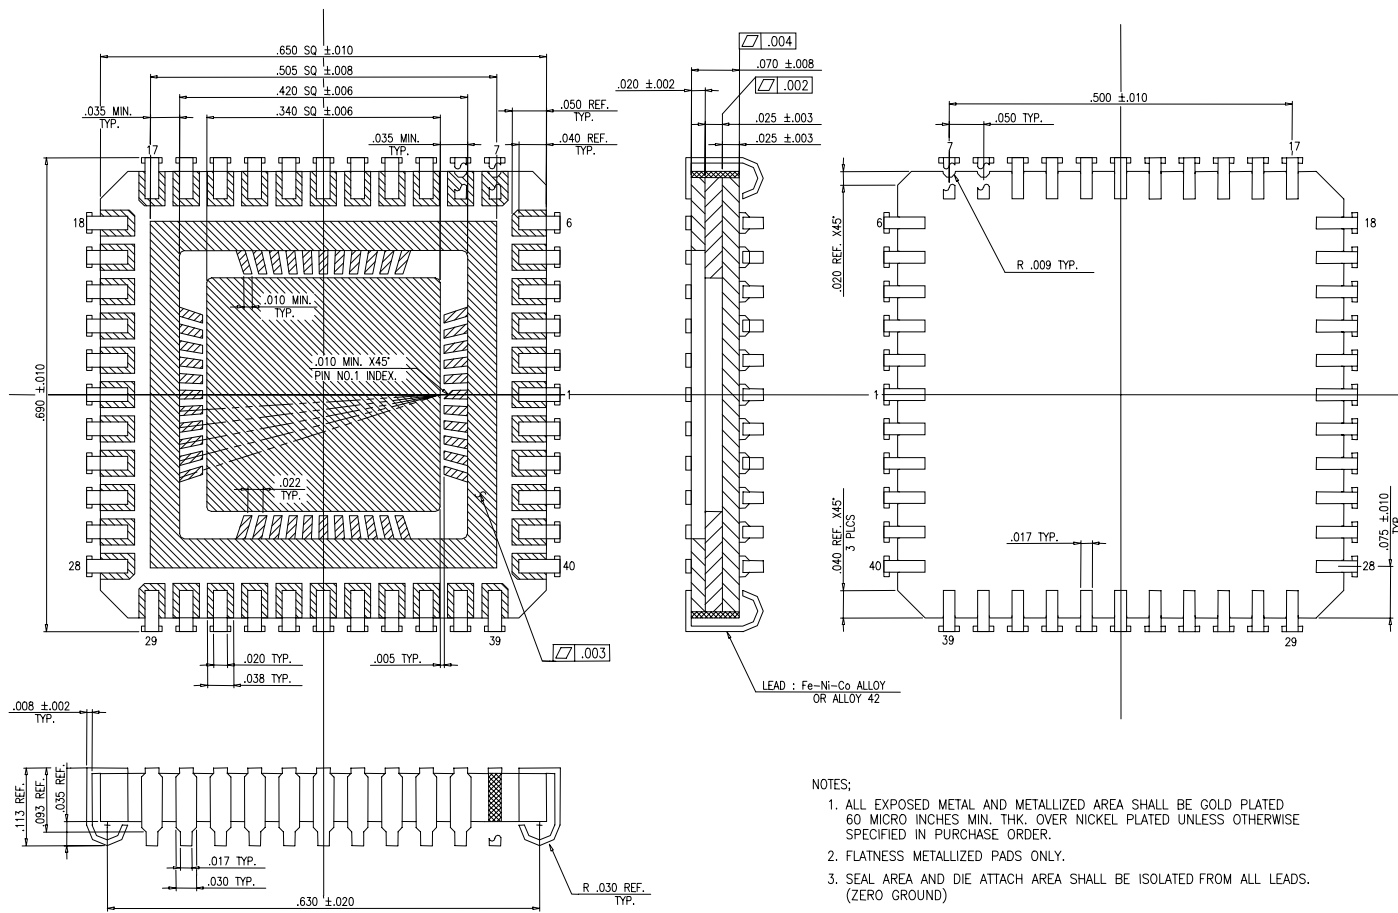 .650 SQ ±.010
.505 SQ ±.008
.420 SQ ±.006
.340 SQ ±.006
.035 MIN.
TYP.
.035 MIN.
TYP.
.050 REF.
TYP.
.040 REF.
TYP.
17
7
18
6
.690 ±.010
.010 MIN.
TYP.
.010 MIN. X45°
PIN NO.1 INDEX.
1
.022
TYP.
28
40
29
39
.020 TYP.
.038 TYP.
.005 TYP.
.003
.004
.070 ±.008
.020 ±.002
.002
.025 ±.003
.025 ±.003
LEAD : Fe-Ni-Co ALLOY
OR ALLOY 42
.500 ±.010
.050 TYP.
7
17
6
18
R .009 TYP.
.020 REF. X45°
1
.040 REF. X45°
3 PLCS
.017 TYP.
.075 ±.010
TYP.
40
28
39
29
.008 ±.002
TYP.
.113 REF.
.093 REF.
.035 REF.
.017 TYP.
.030 TYP.
.630 ±.020
R .030 REF.
TYP.
NOTES;
1. ALL EXPOSED METAL AND METALLIZED AREA SHALL BE GOLD PLATED
60 MICRO INCHES MIN. THK. OVER NICKEL PLATED UNLESS OTHERWISE
SPECIFIED IN PURCHASE ORDER.
2. FLATNESS METALLIZED PADS ONLY.
3. SEAL AREA AND DIE ATTACH AREA SHALL BE ISOLATED FROM ALL LEADS.
(ZERO GROUND)